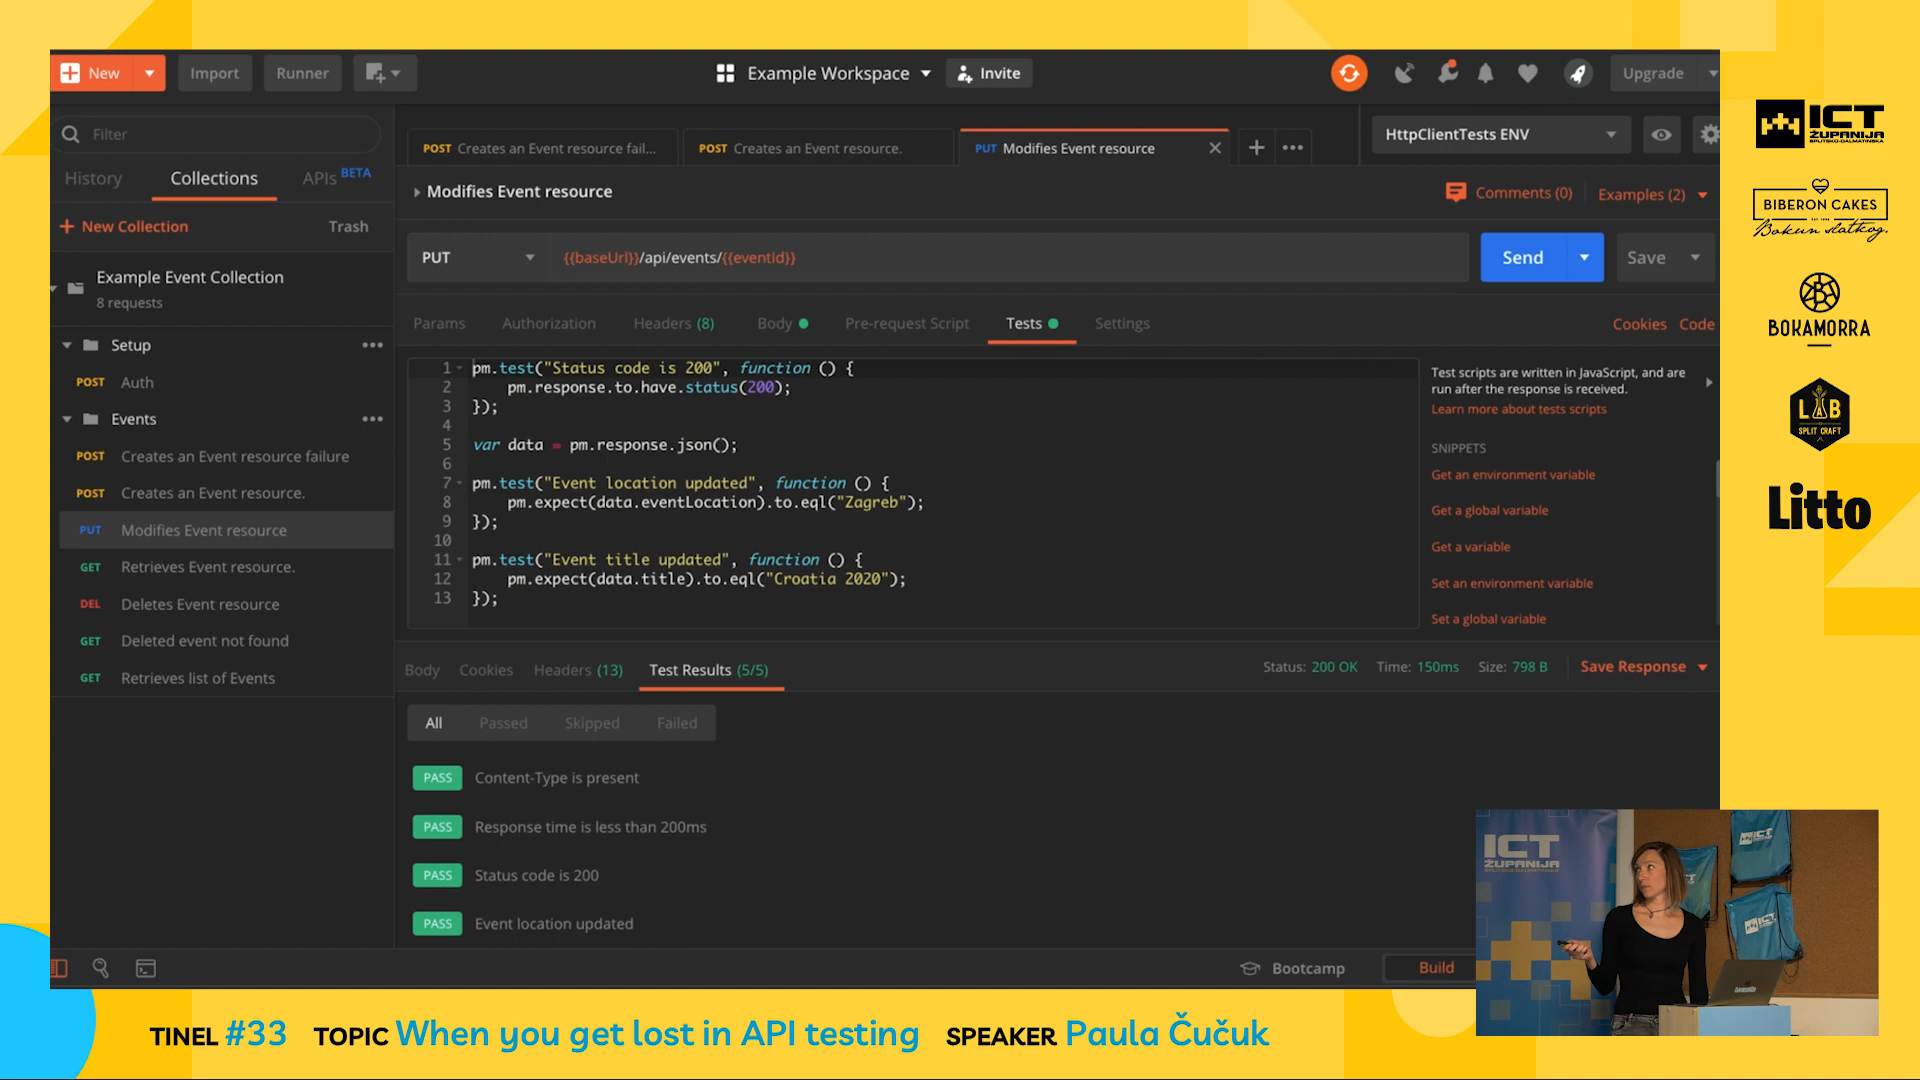 New
Import
Runner
Example Workspace
Invite
Upgrade
Filter
History
Collections
APIs BETA
New Collection
Trash
Example Event Collection
8 requests
Setup
POST Auth
Events
POST Creates an Event resource failure
POST Creates an Event resource.
PUT Modifies Event resource
GET Retrieves Event resource.
DEL Deletes Event resource
GET Deleted event not found
GET Retrieves list of Events
POST Creates an Event resource fail...
POST Creates an Event resource.
PUT Modifies Event resource
HttpClientTests ENV
Modifies Event resource
Comments (0)
Examples (2)
PUT
{{baseUrl}}/api/events/{{eventId}}
Send
Save
Params
Authorization
Headers (8)
Body
Pre-request Script
Tests
Settings
Cookies
Code
1 pm.test("Status code is 200", function () {
2 pm.response.to.have.status(200);
3 });
4
5 var data = pm.response.json();
6
7 pm.test("Event location updated", function () {
8 pm.expect(data.eventLocation).to.eql("Zagreb");
9 });
10
11 pm.test("Event title updated", function () {
12 pm.expect(data.title).to.eql("Croatia 2020");
13 });
Test scripts are written in JavaScript, and are
run after the response is received.
Learn more about tests scripts
SNIPPETS
Get an environment variable
Get a global variable
Get a variable
Set an environment variable
Set a global variable
Body
Cookies
Headers (13)
Test Results (5/5)
Status: 200 OK
Time: 150ms
Size: 798 B
Save Response
All
Passed
Skipped
Failed
PASS Content-Type is present
PASS Response time is less than 200ms
PASS Status code is 200
PASS Event location updated
Bootcamp
Build
ICT
ŽUPANIJA
SPLITSKO-DALMATINSKA
BIBERON CAKES
Bokun slatkog.
BOKAMORRA
LAB
SPLIT CRAFT
Litto
ICT
ŽUPANIJA
ICT
ICT
ICT
TINEL #33 TOPIC When you get lost in API testing SPEAKER Paula Čučuk